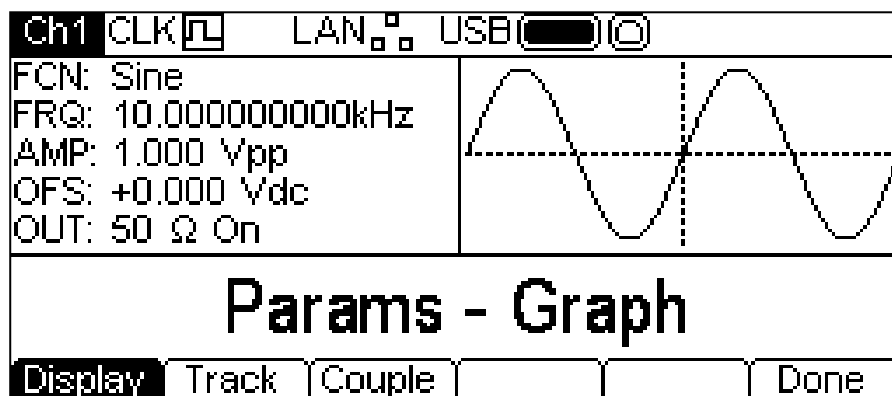 Ch1 CLK LAN USB
FCN: Sine
FRQ: 10.000000000kHz
AMP: 1.000 Vpp
OFS: +0.000 Vdc
OUT: 50 Ω On
Params - Graph
Display Track Couple Done